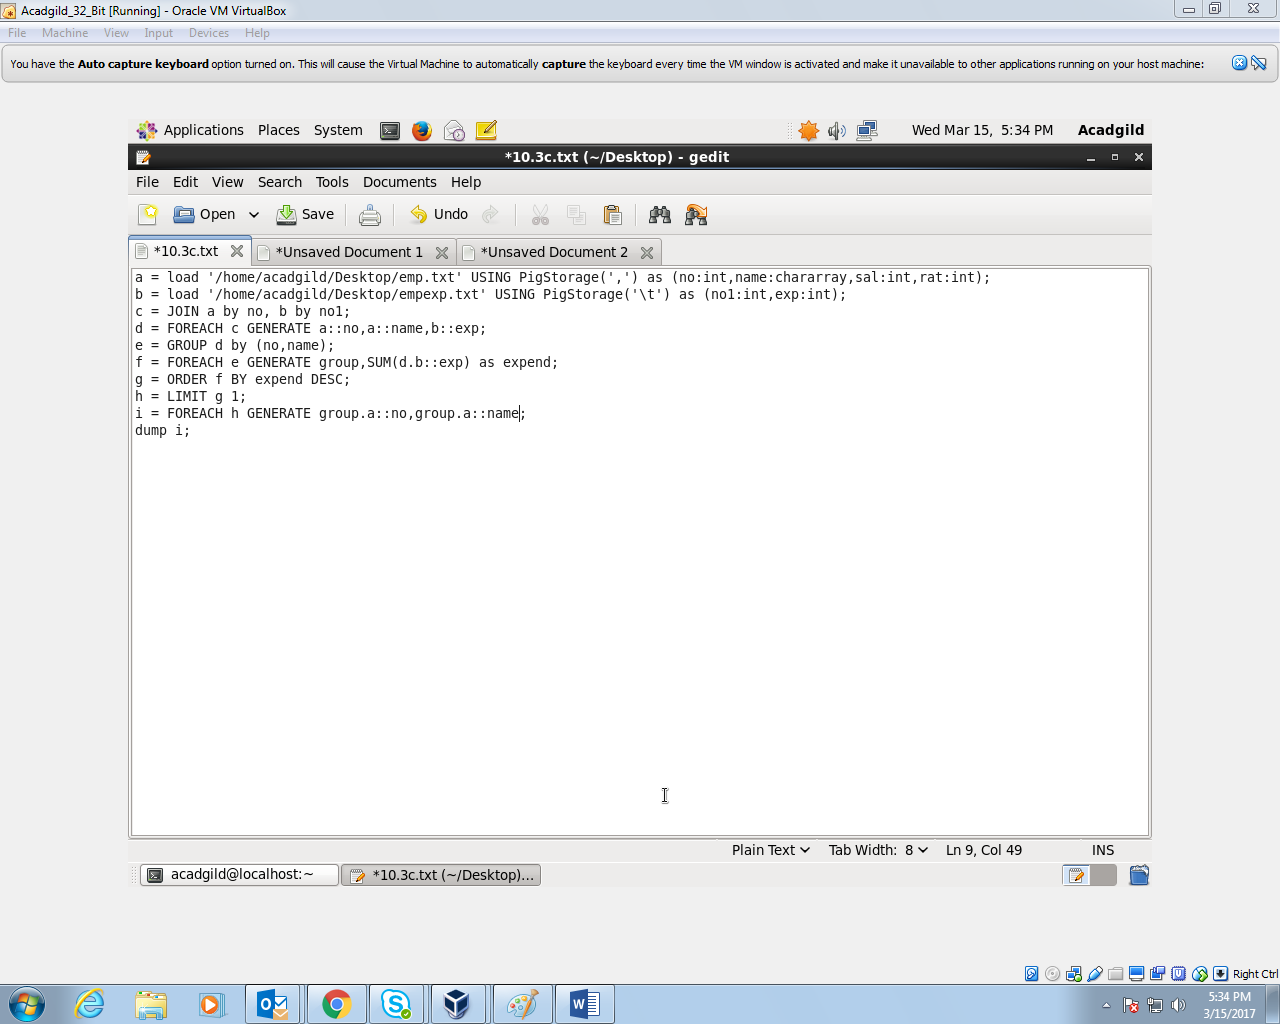 Acadgild_32_Bit [Running] - Oracle VM VirtualBox
File Machine View Input Devices Help
You have the Auto capture keyboard option turned on. This will cause the Virtual Machine to automatically capture the keyboard every time the VM window is activated and make it unavailable to other applications running on your host machine:
Applications Places System Wed Mar 15, 5:34 PM Acadgild
*10.3c.txt (~/Desktop) - gedit
File Edit View Search Tools Documents Help
Open Save Undo
*10.3c.txt *Unsaved Document 1 *Unsaved Document 2
a = load '/home/acadgild/Desktop/emp.txt' USING PigStorage(',') as (no:int,name:chararray,sal:int,rat:int);
b = load '/home/acadgild/Desktop/empexp.txt' USING PigStorage('\t') as (no1:int,exp:int);
c = JOIN a by no, b by no1;
d = FOREACH c GENERATE a::no,a::name,b::exp;
e = GROUP d by (no,name);
f = FOREACH e GENERATE group,SUM(d.b::exp) as expend;
g = ORDER f BY expend DESC;
h = LIMIT g 1;
i = FOREACH h GENERATE group.a::no,group.a::name;
dump i;
Plain Text Tab Width: 8 Ln 9, Col 49 INS
acadgild@localhost:~ *10.3c.txt (~/Desktop)...
Right Ctrl
5:34 PM
3/15/2017